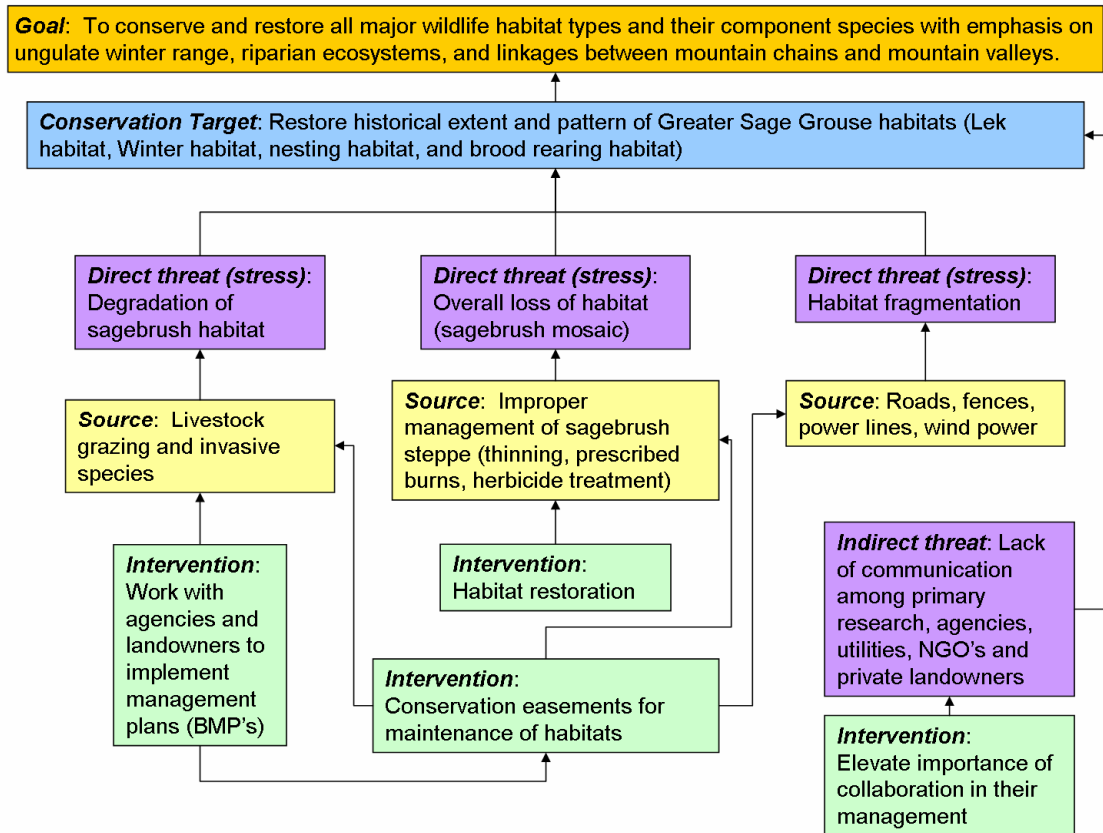 Goal: To conserve and restore all major wildlife habitat types and their component species with emphasis on
ungulate winter range, riparian ecosystems, and linkages between mountain chains and mountain valleys.
Conservation Target: Restore historical extent and pattern of Greater Sage Grouse habitats (Lek
habitat, Winter habitat, nesting habitat, and brood rearing habitat)
Direct threat (stress):
Degradation of
sagebrush habitat
Direct threat (stress):
Overall loss of habitat
(sagebrush mosaic)
Direct threat (stress):
Habitat fragmentation
Source: Livestock
grazing and invasive
species
Source: Improper
management of sagebrush
steppe (thinning, prescribed
burns, herbicide treatment)
Source: Roads, fences,
power lines, wind power
Intervention:
Work with
agencies and
landowners to
implement
management
plans (BMP's)
Intervention:
Habitat restoration
Indirect threat: Lack
of communication
among primary
research, agencies,
utilities, NGO's and
private landowners
Intervention:
Conservation easements for
maintenance of habitats
Intervention:
Elevate importance of
collaboration in their
management